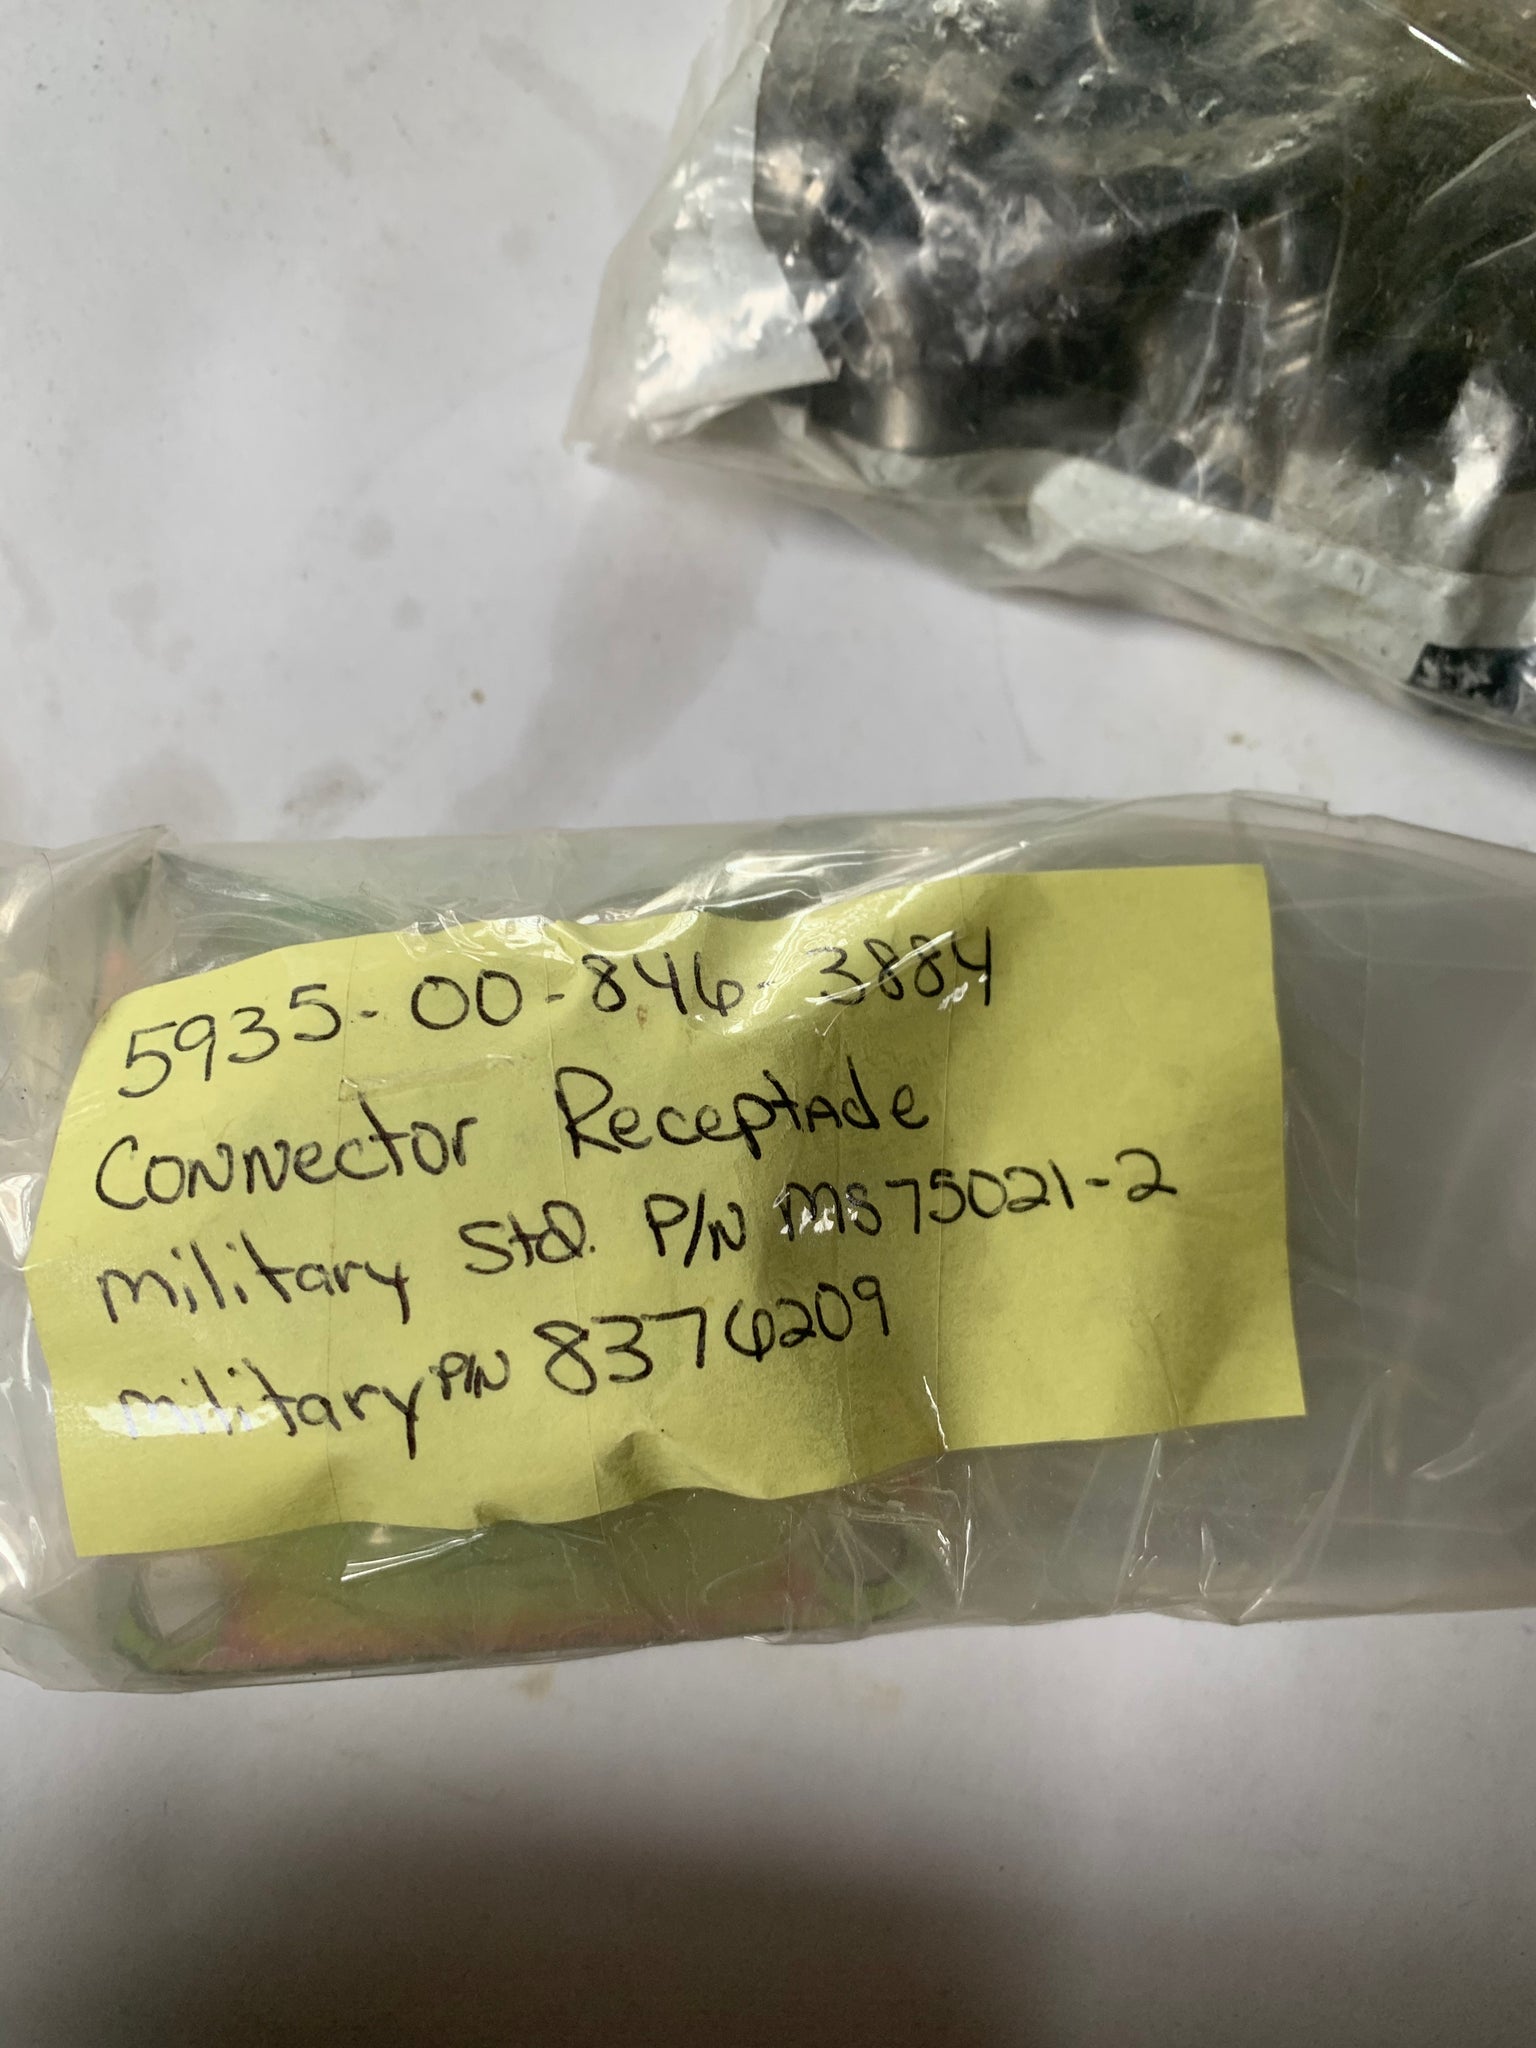 5935-00-846-3884
Connector Receptacle
military Std. P/N MS75021-2
military P/N 8376209